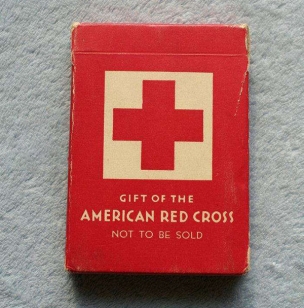 GIFT OF THE
AMERICAN RED CROSS
NOT TO BE SOLD